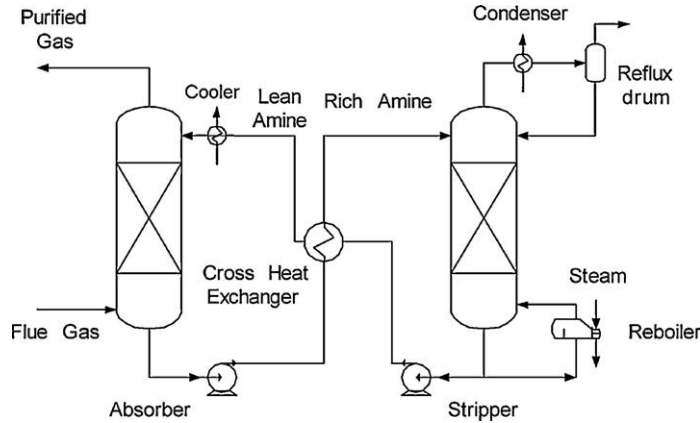 Purified
Gas
Condenser
Reflux
drum
Cooler
Lean
Amine
Rich Amine
Cross Heat
Exchanger
Steam
Flue Gas
Reboiler
Absorber
Stripper